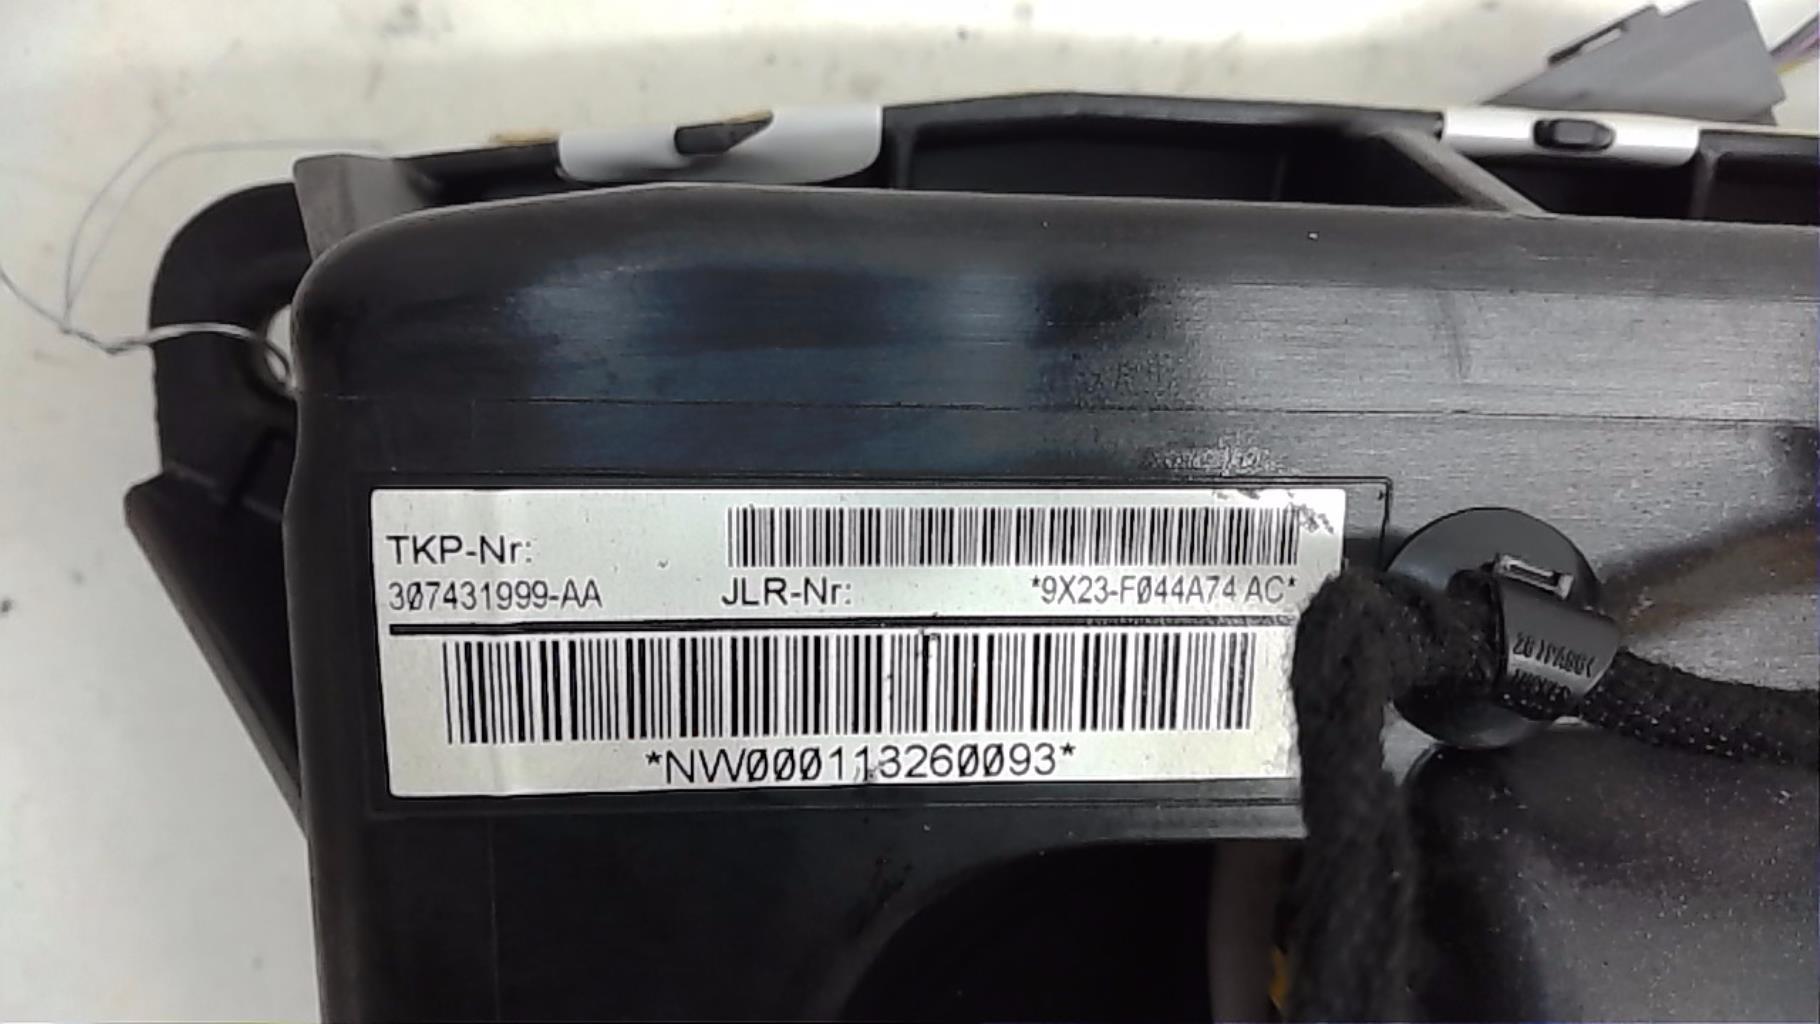 TKP-Nr:
307431999-AA
JLR-Nr:
*9X23-F044A74 AC*
*NW000113260093*